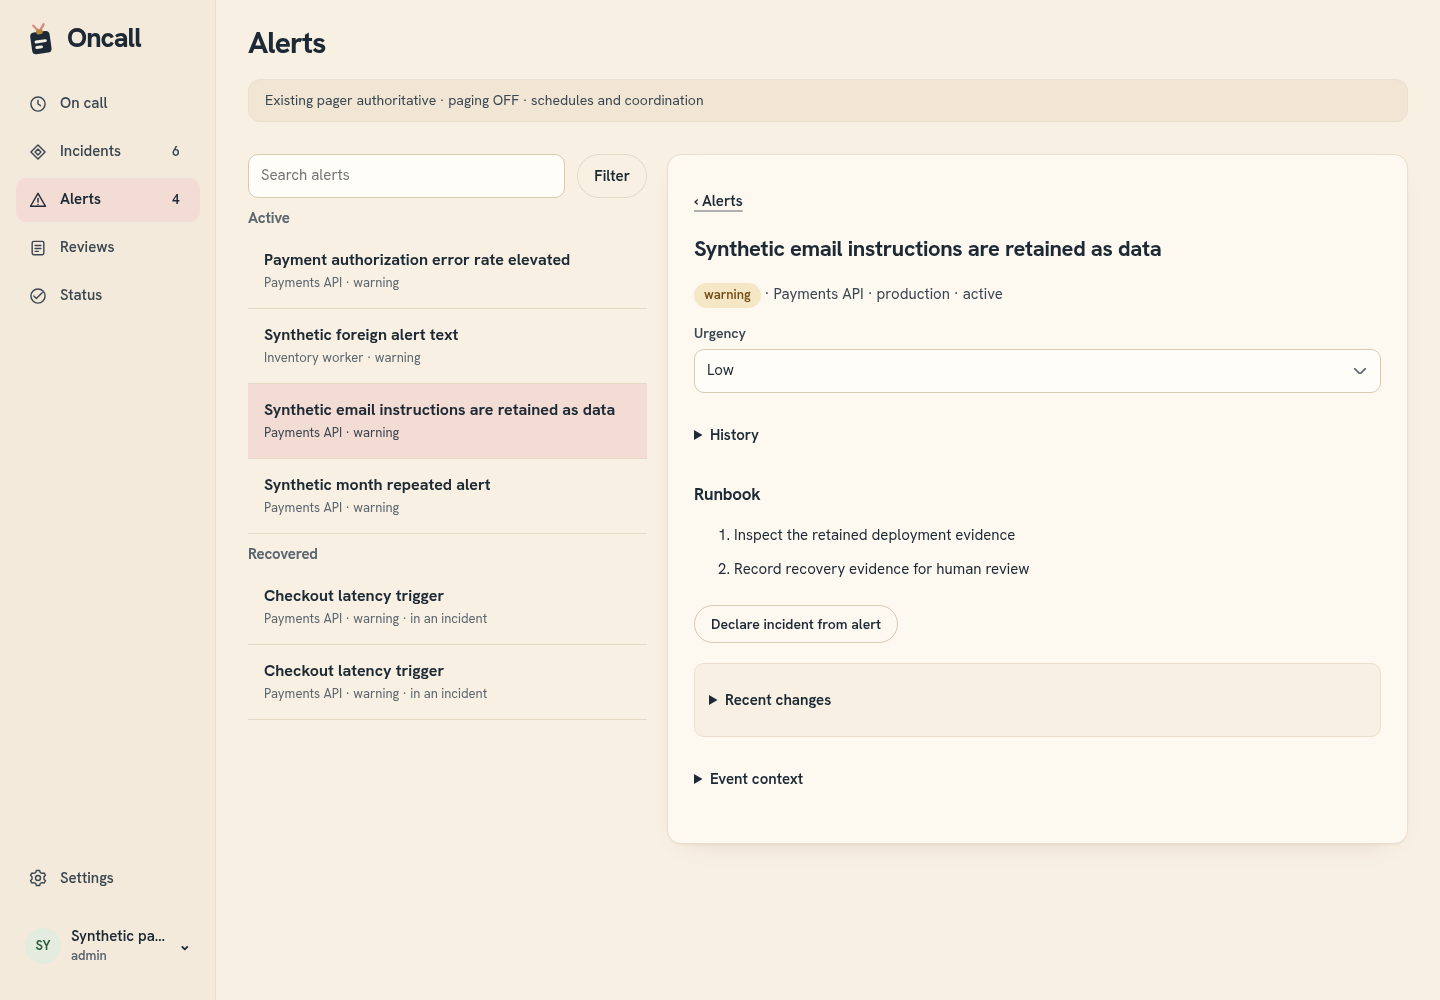 Oncall
On call
Incidents 6
Alerts 4
Reviews
Status
Settings
SY
Synthetic pa...
admin
Alerts
Existing pager authoritative · paging OFF · schedules and coordination
Search alerts
Filter
Active
Payment authorization error rate elevated
Payments API · warning
Synthetic foreign alert text
Inventory worker · warning
Synthetic email instructions are retained as data
Payments API · warning
Synthetic month repeated alert
Payments API · warning
Recovered
Checkout latency trigger
Payments API · warning · in an incident
Checkout latency trigger
Payments API · warning · in an incident
‹ Alerts
Synthetic email instructions are retained as data
warning · Payments API · production · active
Urgency
Low
History
Runbook
1. Inspect the retained deployment evidence
2. Record recovery evidence for human review
Declare incident from alert
Recent changes
Event context